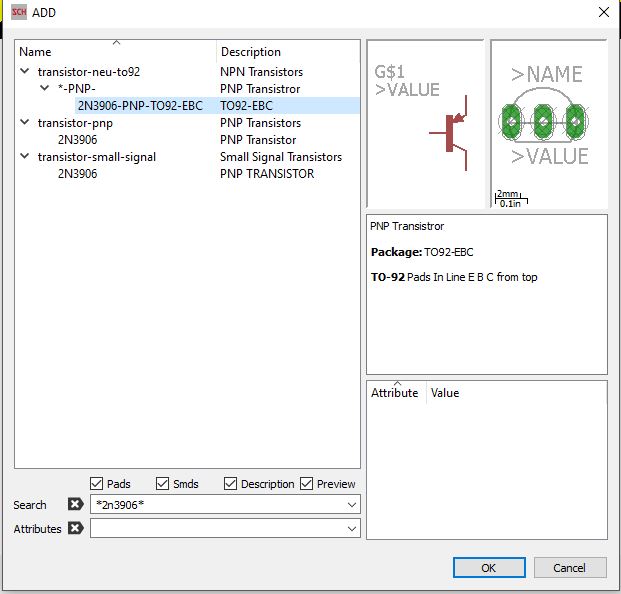 SCH ADD
Name Description
transistor-neu-to92 NPN Transistors
*-PNP- PNP Transistror
2N3906-PNP-TO92-EBC TO92-EBC
transistor-pnp PNP Transistors
2N3906 PNP Transistor
transistor-small-signal Small Signal Transistors
2N3906 PNP TRANSISTOR
G$1
>VALUE
>NAME
>VALUE
2mm
0.1in
PNP Transistror
Package: TO92-EBC
TO-92 Pads In Line E B C from top
Attribute Value
Pads Smds Description Preview
Search *2n3906*
Attributes
OK Cancel